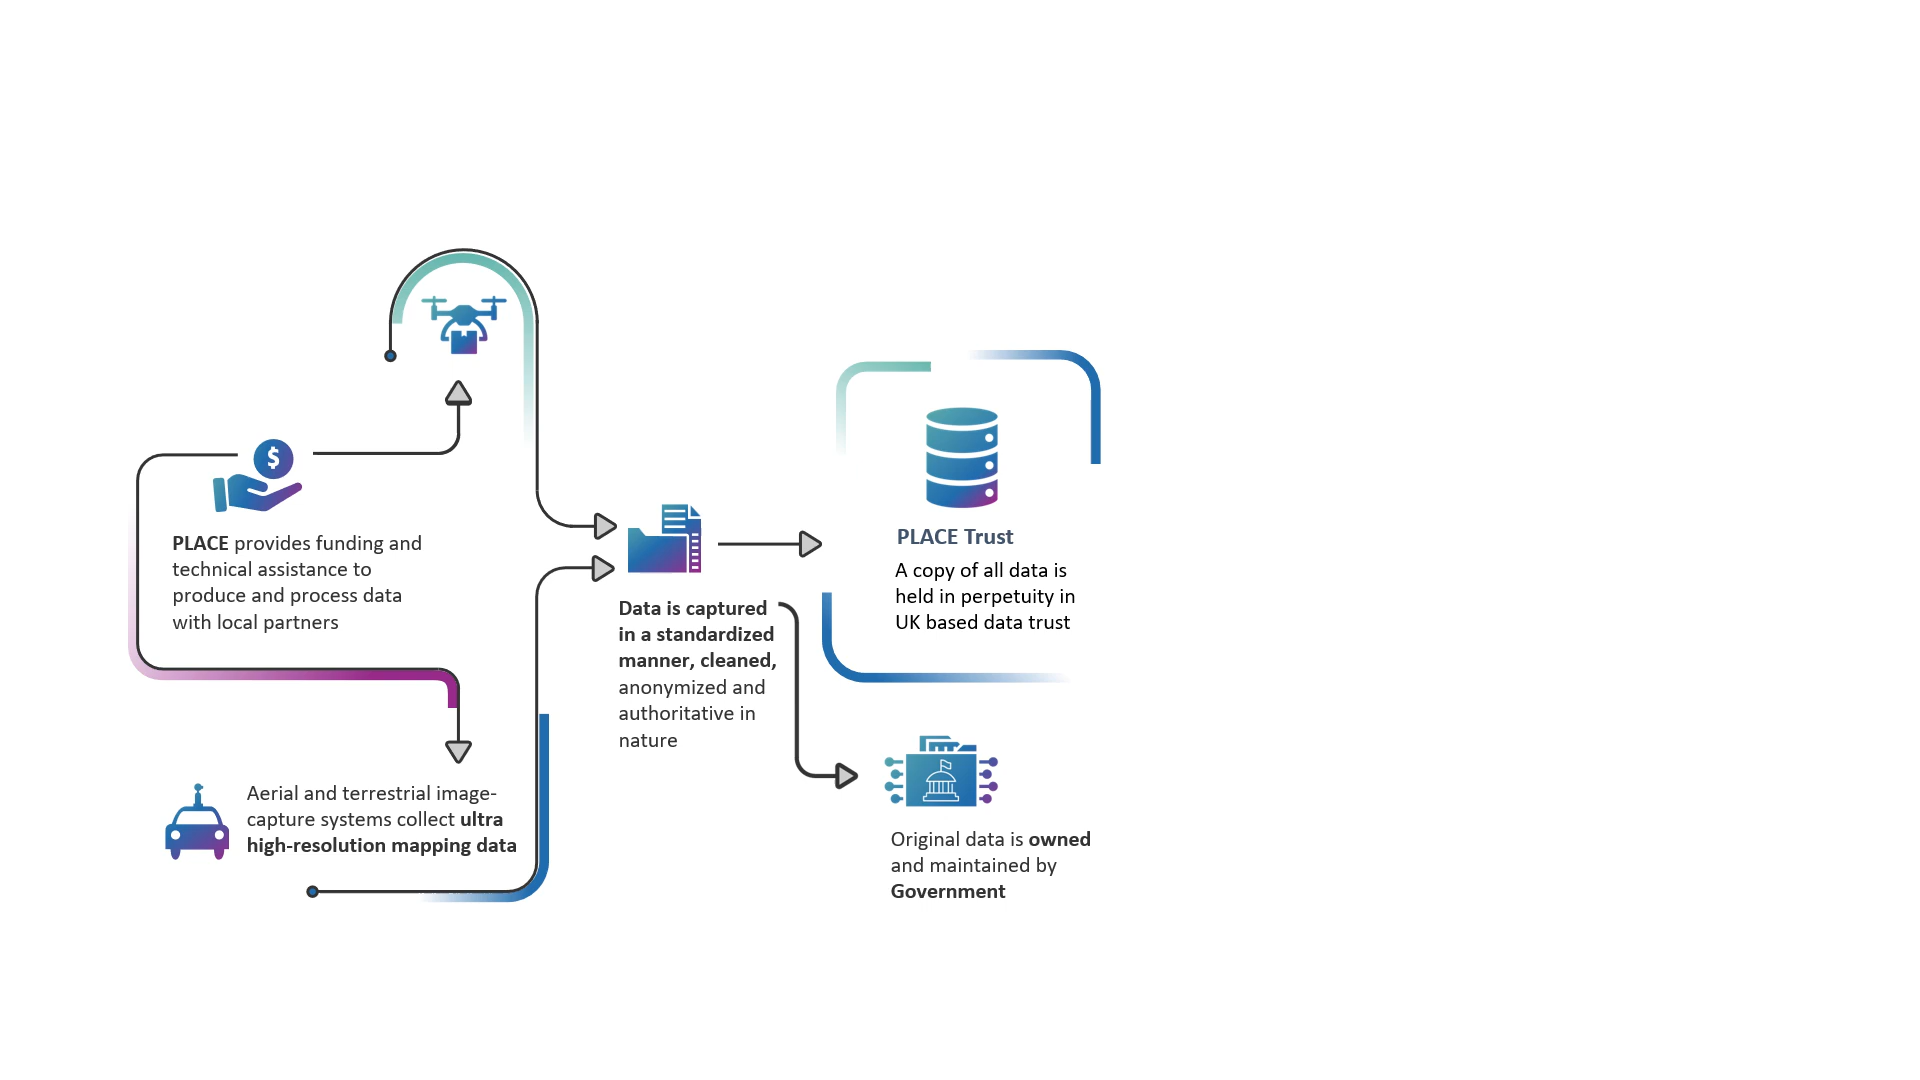 $
PLACE provides funding and
technical assistance to
produce and process data
with local partners
Aerial and terrestrial image-
capture systems collect ultra
high-resolution mapping data
Data is captured
in a standardized
manner, cleaned,
anonymized and
authoritative in
nature
PLACE Trust
A copy of all data is
held in perpetuity in
UK based data trust
Original data is owned
and maintained by
Government